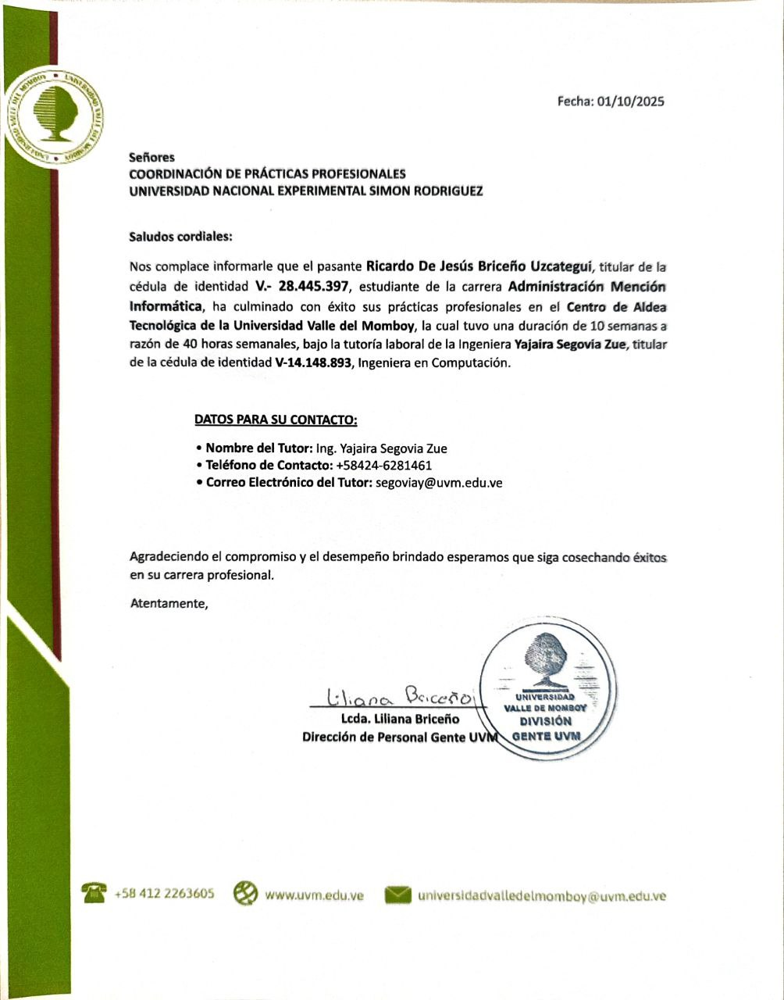 UNIVERSIDAD VALLE DEL MOMBOY • UNIVERSIDAD VALLE DEL MOMBOY •
Fecha: 01/10/2025
Señores
COORDINACIÓN DE PRÁCTICAS PROFESIONALES
UNIVERSIDAD NACIONAL EXPERIMENTAL SIMON RODRIGUEZ
Saludos cordiales:
Nos complace informarle que el pasante Ricardo De Jesús Briceño Uzcategui, titular de la
cédula de identidad V.- 28.445.397, estudiante de la carrera Administración Mención
Informática, ha culminado con éxito sus prácticas profesionales en el Centro de Aldea
Tecnológica de la Universidad Valle del Momboy, la cual tuvo una duración de 10 semanas a
razón de 40 horas semanales, bajo la tutoría laboral de la Ingeniera Yajaira Segovia Zue, titular
de la cédula de identidad V-14.148.893, Ingeniera en Computación.
DATOS PARA SU CONTACTO:
• Nombre del Tutor: Ing. Yajaira Segovia Zue
• Teléfono de Contacto: +58424-6281461
• Correo Electrónico del Tutor: segoviay@uvm.edu.ve
Agradeciendo el compromiso y el desempeño brindado esperamos que siga cosechando éxitos
en su carrera profesional.
Atentamente,
Liliana Briceño
Lcda. Liliana Briceño
Dirección de Personal Gente UVM
UNIVERSIDAD
VALLE DE MOMBOY
DIVISIÓN
GENTE UVM
+58 412 2263605 www.uvm.edu.ve universidadvalledelmomboy@uvm.edu.ve